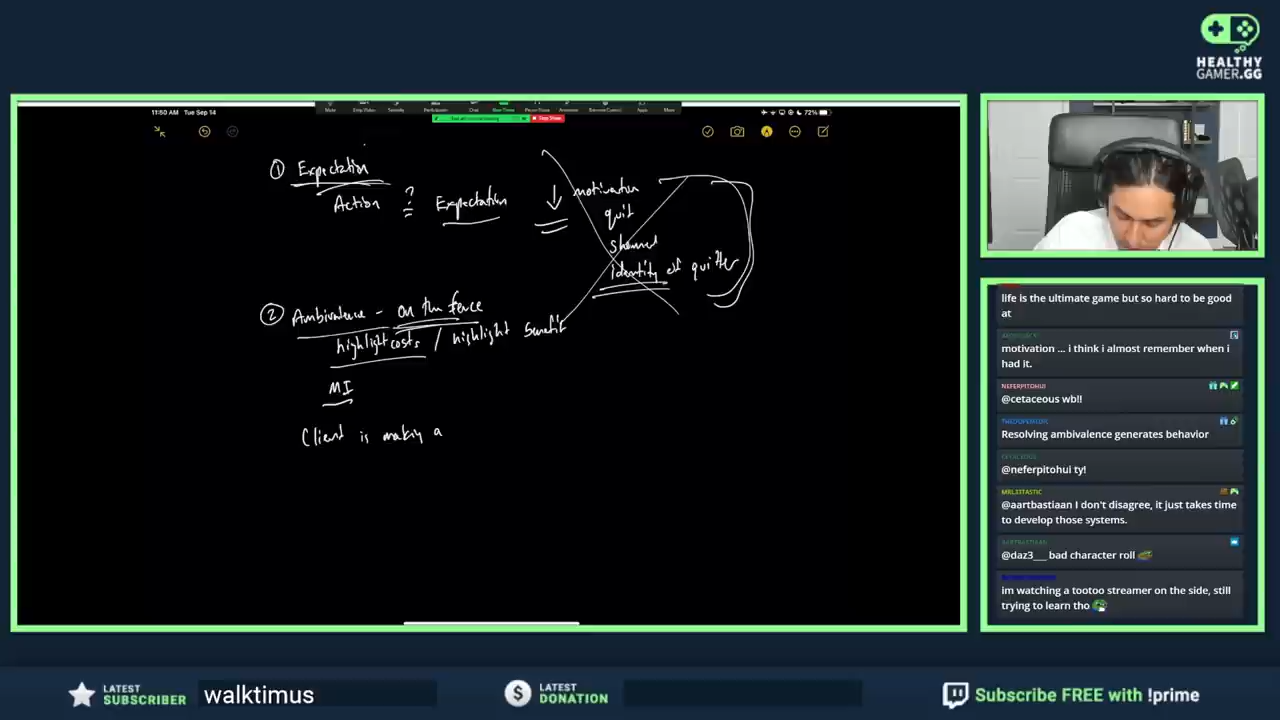 HEALTHY
GAMER.GG
11:50 AM Tue Sep 14
72%
① Expectation
Action ?= Expectation ↓ motivation
quit
shame
identity of quitter
② Ambivalence - on the fence
highlight costs / highlight benefit
MI
Client is making a
life is the ultimate game but so hard to be good
at
motivation ... i think i almost remember when i
had it.
NEFERPITOHUI
@cetaceous wb!!
Resolving ambivalence generates behavior
@neferpitohui ty!
@aartbastiaan I don't disagree, it just takes time
to develop those systems.
AARTBASTIAAN
@daz3___ bad character roll
im watching a tootoo streamer on the side, still
trying to learn tho
LATEST
SUBSCRIBER
walktimus
LATEST
DONATION
Subscribe FREE with !prime